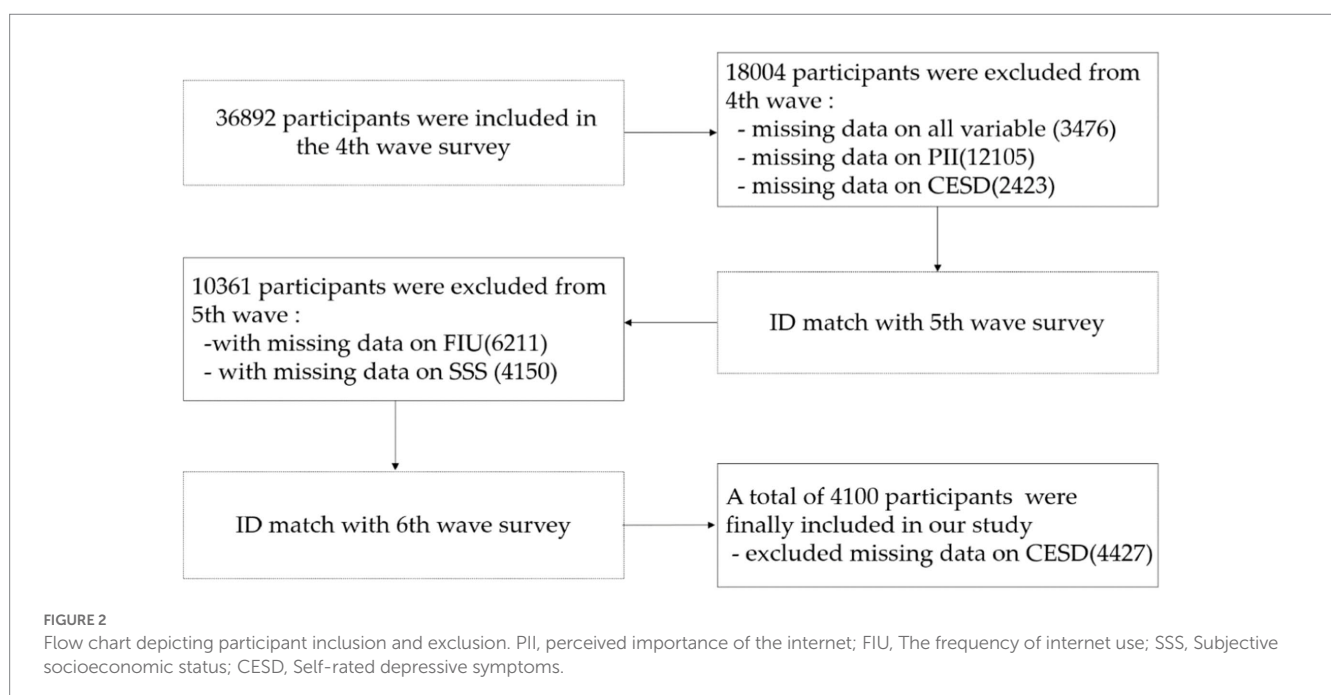 36892 participants were included in
the 4th wave survey
18004 participants were excluded from
4th wave :
- missing data on all variable (3476)
- missing data on PII(12105)
- missing data on CESD(2423)
10361 participants were excluded from
5th wave :
-with missing data on FIU(6211)
- with missing data on SSS (4150)
ID match with 5th wave survey
ID match with 6th wave survey
A total of 4100 participants were
finally included in our study
- excluded missing data on CESD(4427)
FIGURE 2
Flow chart depicting participant inclusion and exclusion. PII, perceived importance of the internet; FIU, The frequency of internet use; SSS, Subjective
socioeconomic status; CESD, Self-rated depressive symptoms.